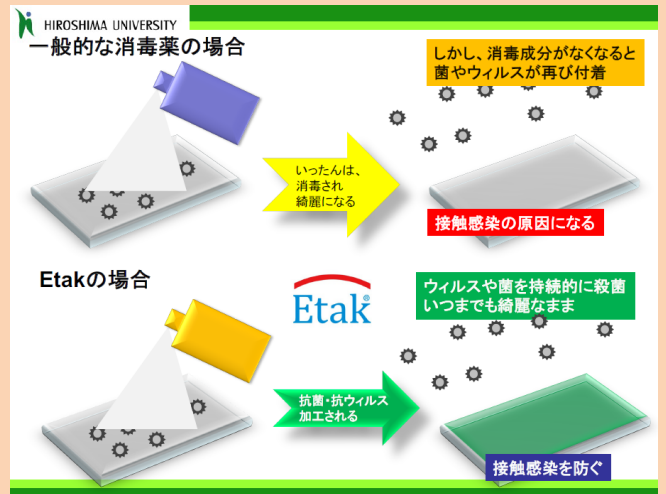 HIROSHIMA UNIVERSITY
一般的な消毒薬の場合
しかし、消毒成分がなくなると
菌やウィルスが再び付着
いったんは、
消毒され
綺麗になる
接触感染の原因になる
Etakの場合
Etak®
ウィルスや菌を持続的に殺菌
いつまでも綺麗なまま
抗菌・抗ウィルス
加工される
接触感染を防ぐ